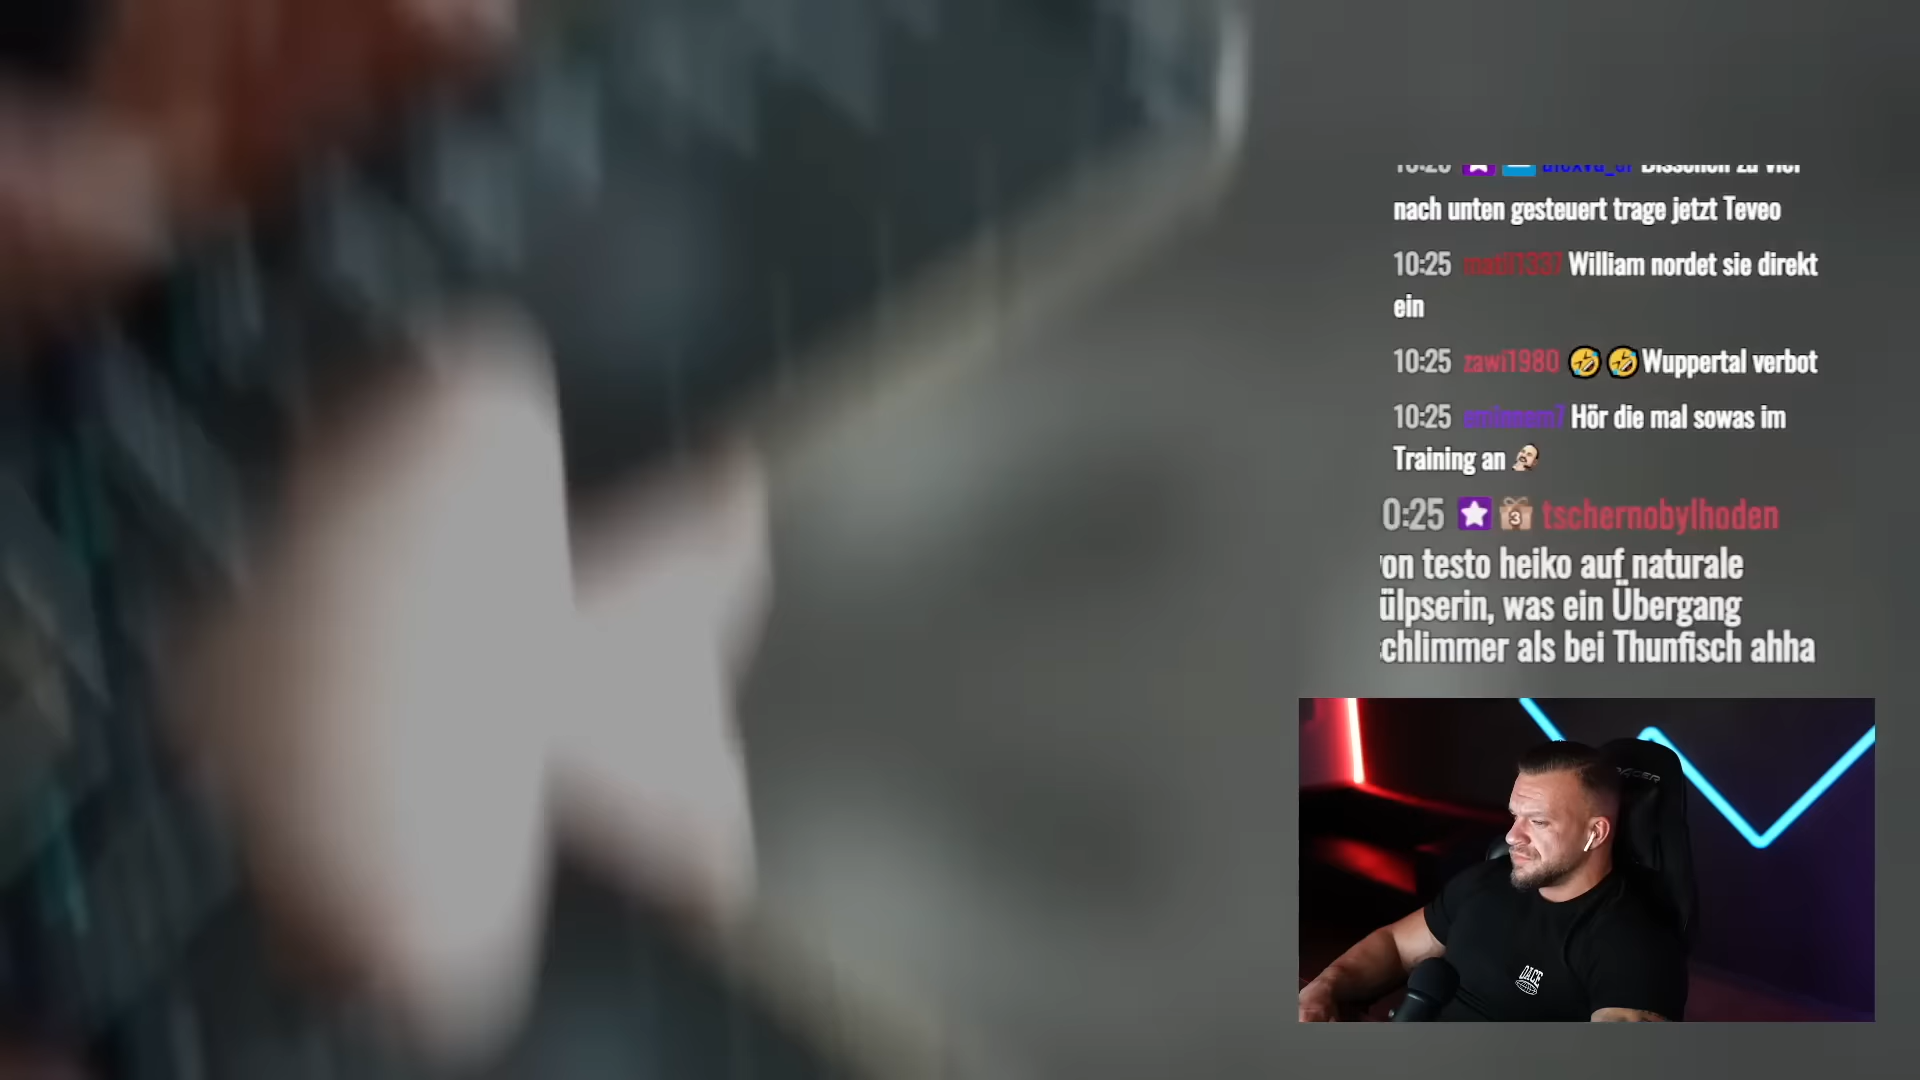 nach unten gesteuert trage jetzt Teveo
10:25 William nordet sie direkt
ein
10:25 zawi1980 🤣 🤣 Wuppertal verbot
10:25 Hör die mal sowas im
Training an
0:25 3 tschernobylhoden
on testo heiko auf naturale
ülpserin, was ein Übergang
chlimmer als bei Thunfisch ahha
DACE